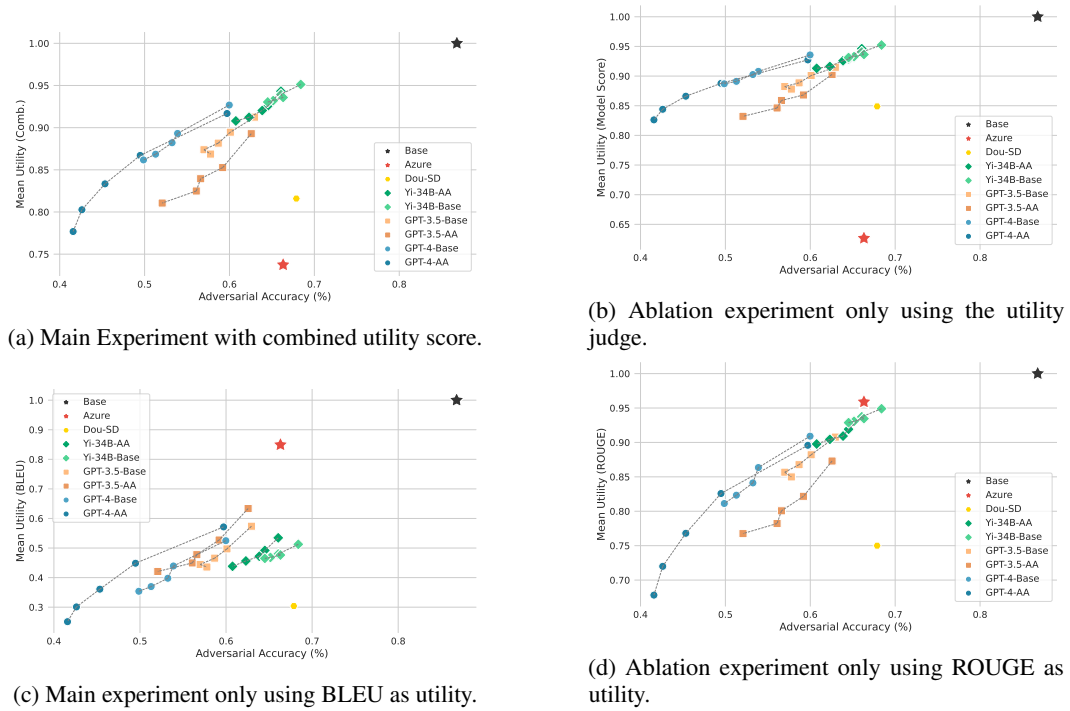 1.00
0.95
0.90
0.85
0.80
0.75
Mean Utility (Comb.)
0.4 0.5 0.6 0.7 0.8
Adversarial Accuracy (%)
Base
Azure
Dou-SD
Yi-34B-AA
Yi-34B-Base
GPT-3.5-Base
GPT-3.5-AA
GPT-4-Base
GPT-4-AA
(a) Main Experiment with combined utility score.
1.00
0.95
0.90
0.85
0.80
0.75
0.70
0.65
Mean Utility (Model Score)
0.4 0.5 0.6 0.7 0.8
Adversarial Accuracy (%)
Base
Azure
Dou-SD
Yi-34B-AA
Yi-34B-Base
GPT-3.5-Base
GPT-3.5-AA
GPT-4-Base
GPT-4-AA
(b) Ablation experiment only using the utility
judge.
1.0
0.9
0.8
0.7
0.6
0.5
0.4
0.3
Mean Utility (BLEU)
0.4 0.5 0.6 0.7 0.8
Adversarial Accuracy (%)
Base
Azure
Dou-SD
Yi-34B-AA
Yi-34B-Base
GPT-3.5-Base
GPT-3.5-AA
GPT-4-Base
GPT-4-AA
(c) Main experiment only using BLEU as utility.
1.00
0.95
0.90
0.85
0.80
0.75
0.70
Mean Utility (ROUGE)
0.4 0.5 0.6 0.7 0.8
Adversarial Accuracy (%)
Base
Azure
Dou-SD
Yi-34B-AA
Yi-34B-Base
GPT-3.5-Base
GPT-3.5-AA
GPT-4-Base
GPT-4-AA
(d) Ablation experiment only using ROUGE as
utility.